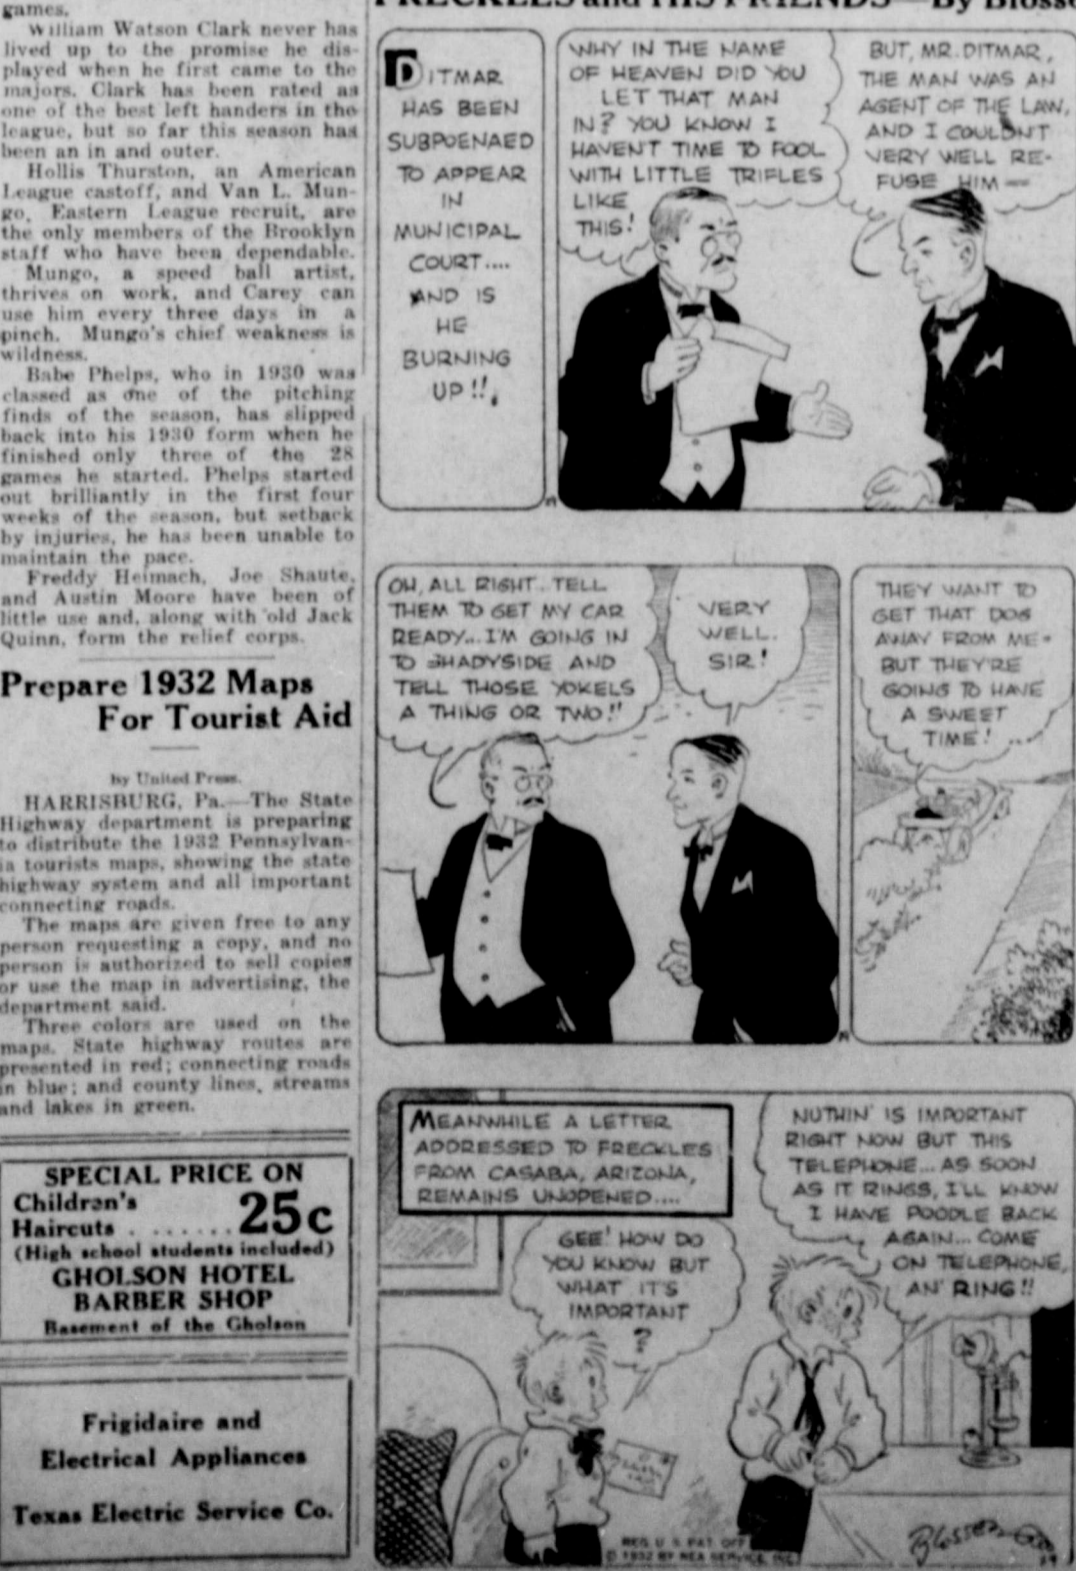 games.
William Watson Clark never has
lived up to the promise he dis-
played when he first came to the
majors. Clark has been rated as
one of the best left handers in the
league, but so far this season has
been an in and outer.
Hollis Thurston, an American
League castoff, and Van L. Mun-
go, Eastern League recruit, are
the only members of the Brooklyn
staff who have been dependable.
Mungo, a speed ball artist,
thrives on work, and Carey can
use him every three days in a
pinch. Mungo's chief weakness is
wildness.
Babe Phelps, who in 1930 was
classed as one of the pitching
finds of the season, has slipped
back into his 1930 form when he
finished only three of the 28
games he started. Phelps started
out brilliantly in the first four
weeks of the season, but setback
by injuries, he has been unable to
maintain the pace.
Freddy Heimach, Joe Shaute,
and Austin Moore have been of
little use and, along with old Jack
Quinn, form the relief corps.
Prepare 1932 Maps
For Tourist Aid
by United Press.
HARRISBURG, Pa.—The State
Highway department is preparing
to distribute the 1932 Pennsylvan-
ia tourists maps, showing the state
highway system and all important
connecting roads.
The maps are given free to any
person requesting a copy, and no
person is authorized to sell copies
or use the map in advertising, the
department said.
Three colors are used on the
maps. State highway routes are
presented in red; connecting roads
in blue; and county lines, streams
and lakes in green.
SPECIAL PRICE ON
Children's
Haircuts ....... 25c
(High school students included)
GHOLSON HOTEL
BARBER SHOP
Basement of the Gholson
Frigidaire and
Electrical Appliances
Texas Electric Service Co.
FRECKLES and HIS FRIENDS—By Blosse
DITMAR
HAS BEEN
SUBPOENAED
TO APPEAR
IN
MUNICIPAL
COURT....
AND IS
HE
BURNING
UP!!
WHY IN THE NAME
OF HEAVEN DID YOU
LET THAT MAN
IN? YOU KNOW I
HAVENT TIME TO FOOL
WITH LITTLE TRIFLES
LIKE
THIS!
BUT, MR. DITMAR,
THE MAN WAS AN
AGENT OF THE LAW,
AND I COULDN'T
VERY WELL RE-
FUSE HIM—
OH, ALL RIGHT.. TELL
THEM TO GET MY CAR
READY... I'M GOING IN
TO SHADYSIDE AND
TELL THOSE YOKELS
A THING OR TWO!!
VERY
WELL.
SIR!
THEY WANT TO
GET THAT DOG
AWAY FROM ME-
BUT THEY'RE
GOING TO HAVE
A SWEET
TIME! ...
MEANWHILE A LETTER
ADDRESSED TO FRECKLES
FROM CASABA, ARIZONA,
REMAINS UNOPENED....
GEE! HOW DO
YOU KNOW BUT
WHAT IT'S
IMPORTANT
?
NUTHIN' IS IMPORTANT
RIGHT NOW BUT THIS
TELEPHONE... AS SOON
AS IT RINGS, I'LL KNOW
I HAVE POODLE BACK
AGAIN... COME
ON TELEPHONE,
AN' RING!!
REG. U.S. PAT. OFF.
© 1932 BY NEA SERVICE, INC.
BLOSSER